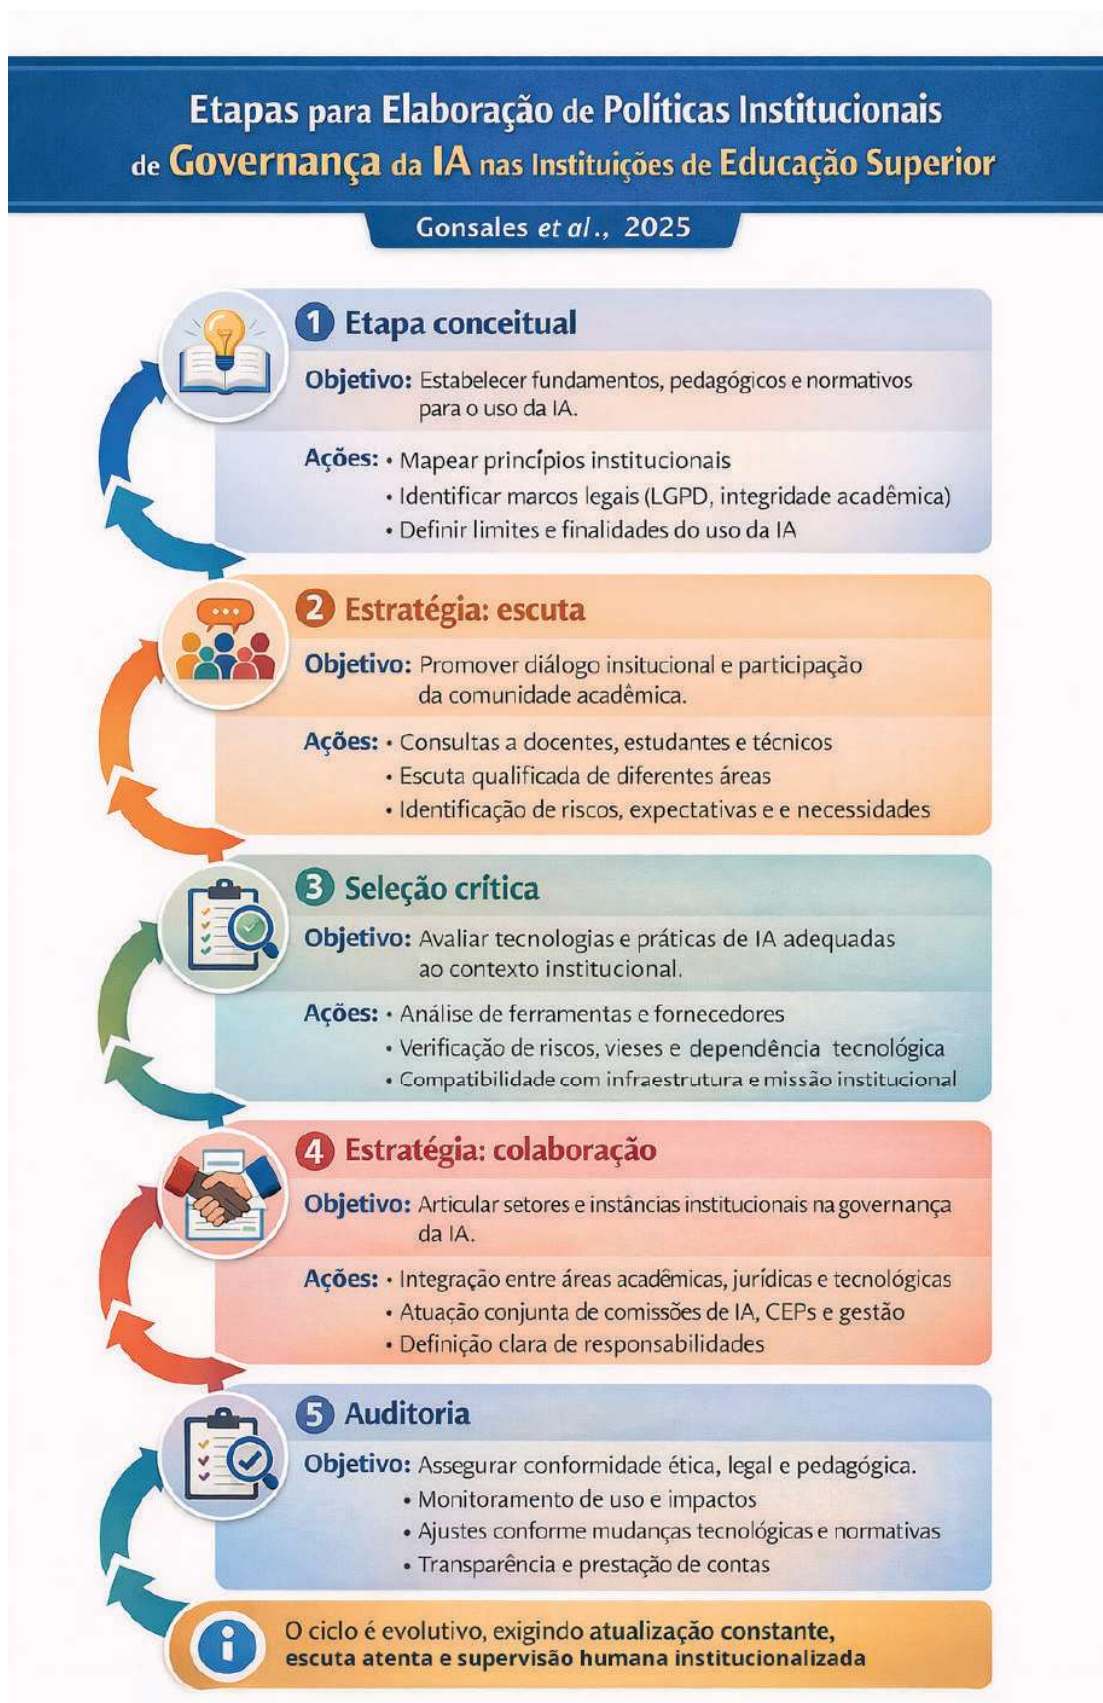 Etapas para Elaboração de Políticas Institucionais
de Governança da IA nas Instituições de Educação Superior
Gonsales et al., 2025
1 Etapa conceitual
Objetivo: Estabelecer fundamentos, pedagógicos e normativos
para o uso da IA.
Ações: • Mapear princípios institucionais
• Identificar marcos legais (LGPD, integridade acadêmica)
• Definir limites e finalidades do uso da IA
2 Estratégia: escuta
Objetivo: Promover diálogo insitucional e participação
da comunidade acadêmica.
Ações: • Consultas a docentes, estudantes e técnicos
• Escuta qualificada de diferentes áreas
• Identificação de riscos, expectativas e e necessidades
3 Seleção crítica
Objetivo: Avaliar tecnologias e práticas de IA adequadas
ao contexto institucional.
Ações: • Análise de ferramentas e fornecedores
• Verificação de riscos, vieses e dependência tecnológica
• Compatibilidade com infraestrutura e missão institucional
4 Estratégia: colaboração
Objetivo: Articular setores e instâncias institucionais na governança
da IA.
Ações: • Integração entre áreas acadêmicas, jurídicas e tecnológicas
• Atuação conjunta de comissões de IA, CEPs e gestão
• Definição clara de responsabilidades
5 Auditoria
Objetivo: Assegurar conformidade ética, legal e pedagógica.
• Monitoramento de uso e impactos
• Ajustes conforme mudanças tecnológicas e normativas
• Transparência e prestação de contas
i
O ciclo é evolutivo, exigindo atualização constante,
escuta atenta e supervisão humana institucionalizada